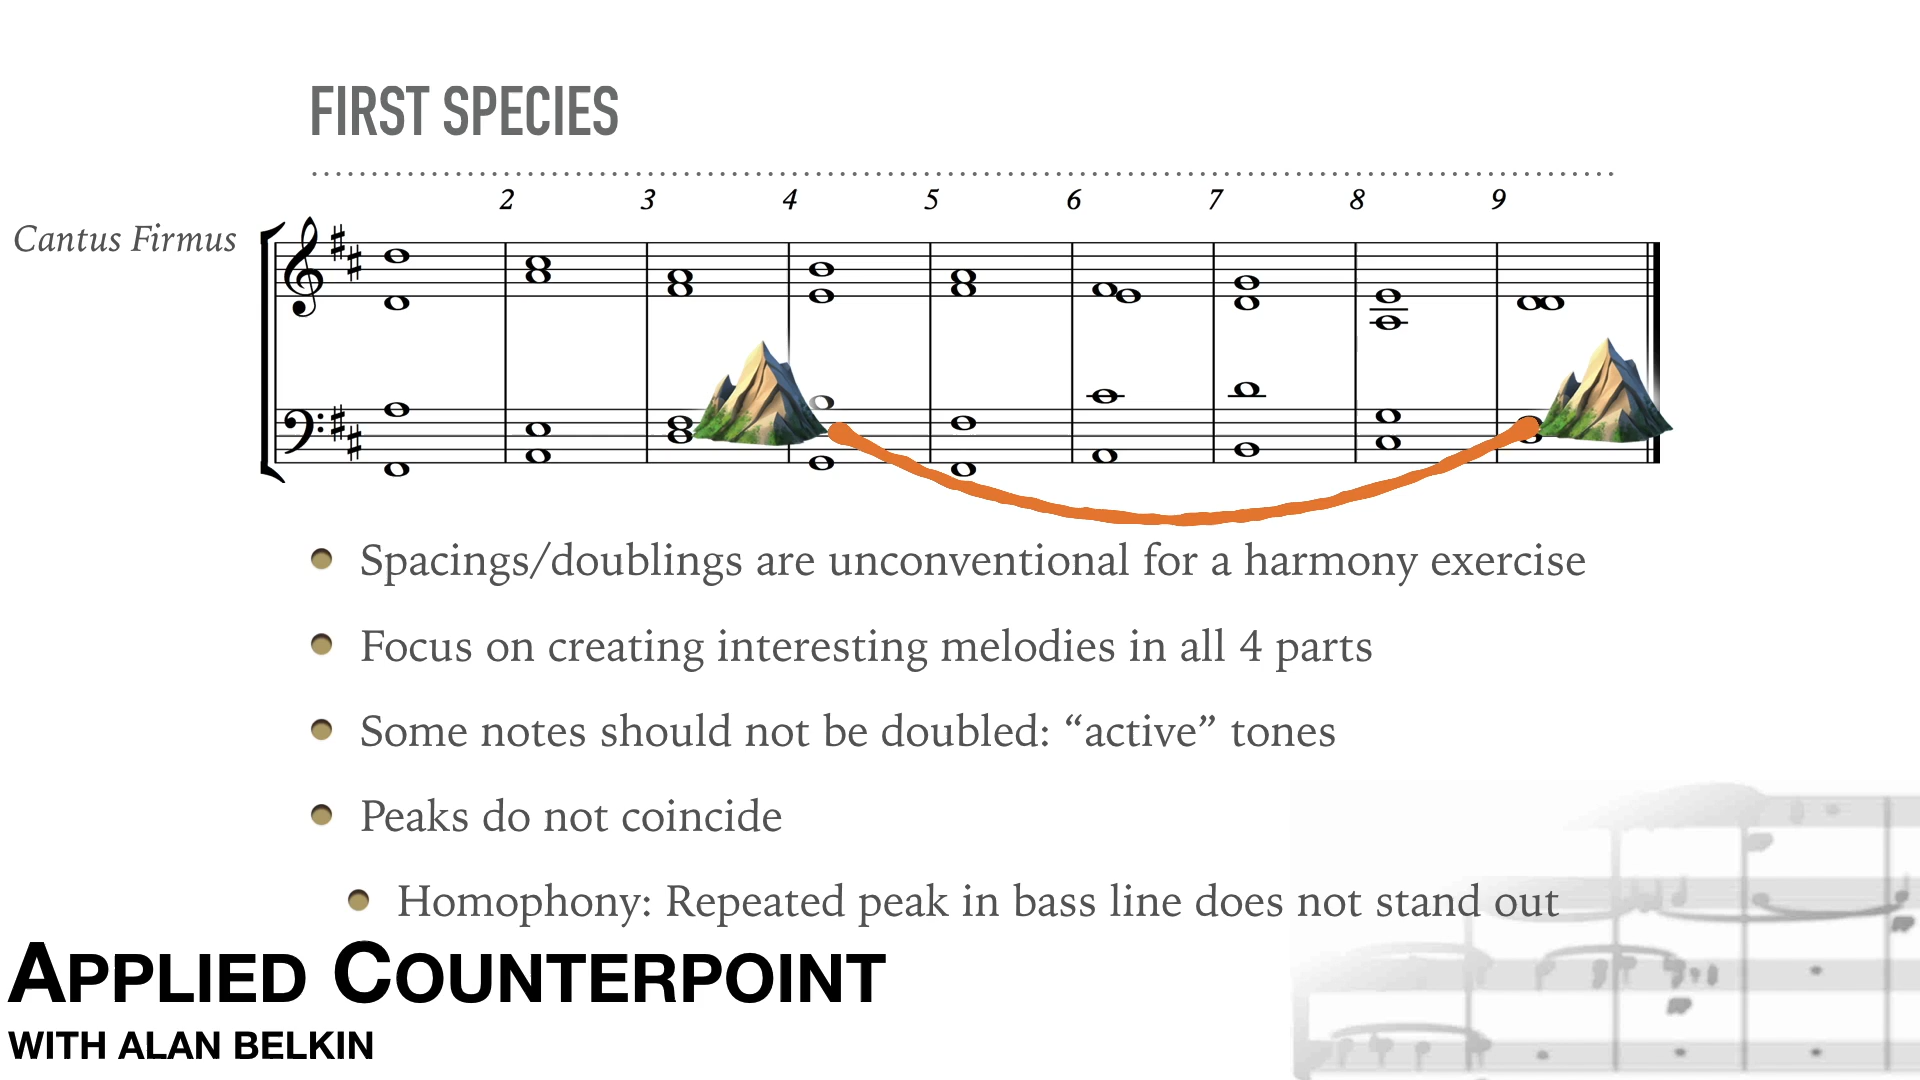 FIRST SPECIES
2 3 4 5 6 7 8 9
Cantus Firmus
Spacings/doublings are unconventional for a harmony exercise
Focus on creating interesting melodies in all 4 parts
Some notes should not be doubled: “active” tones
Peaks do not coincide
Homophony: Repeated peak in bass line does not stand out
APPLIED COUNTERPOINT
WITH ALAN BELKIN